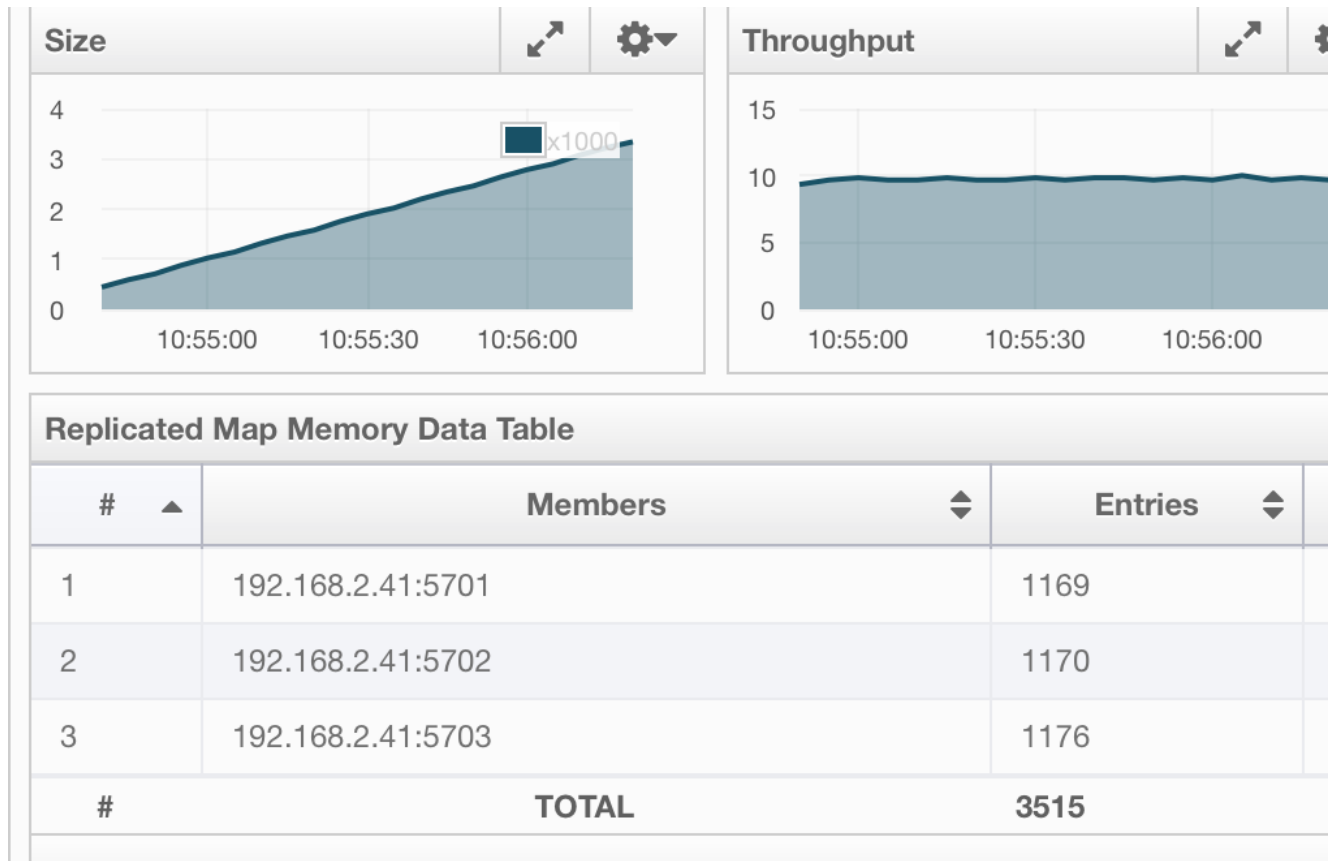 Size
Throughput
4
3
2
1
0
x1000
10:55:00 10:55:30 10:56:00
15
10
5
0
10:55:00 10:55:30 10:56:00
Replicated Map Memory Data Table
# Members Entries
1 192.168.2.41:5701 1169
2 192.168.2.41:5702 1170
3 192.168.2.41:5703 1176
# TOTAL 3515